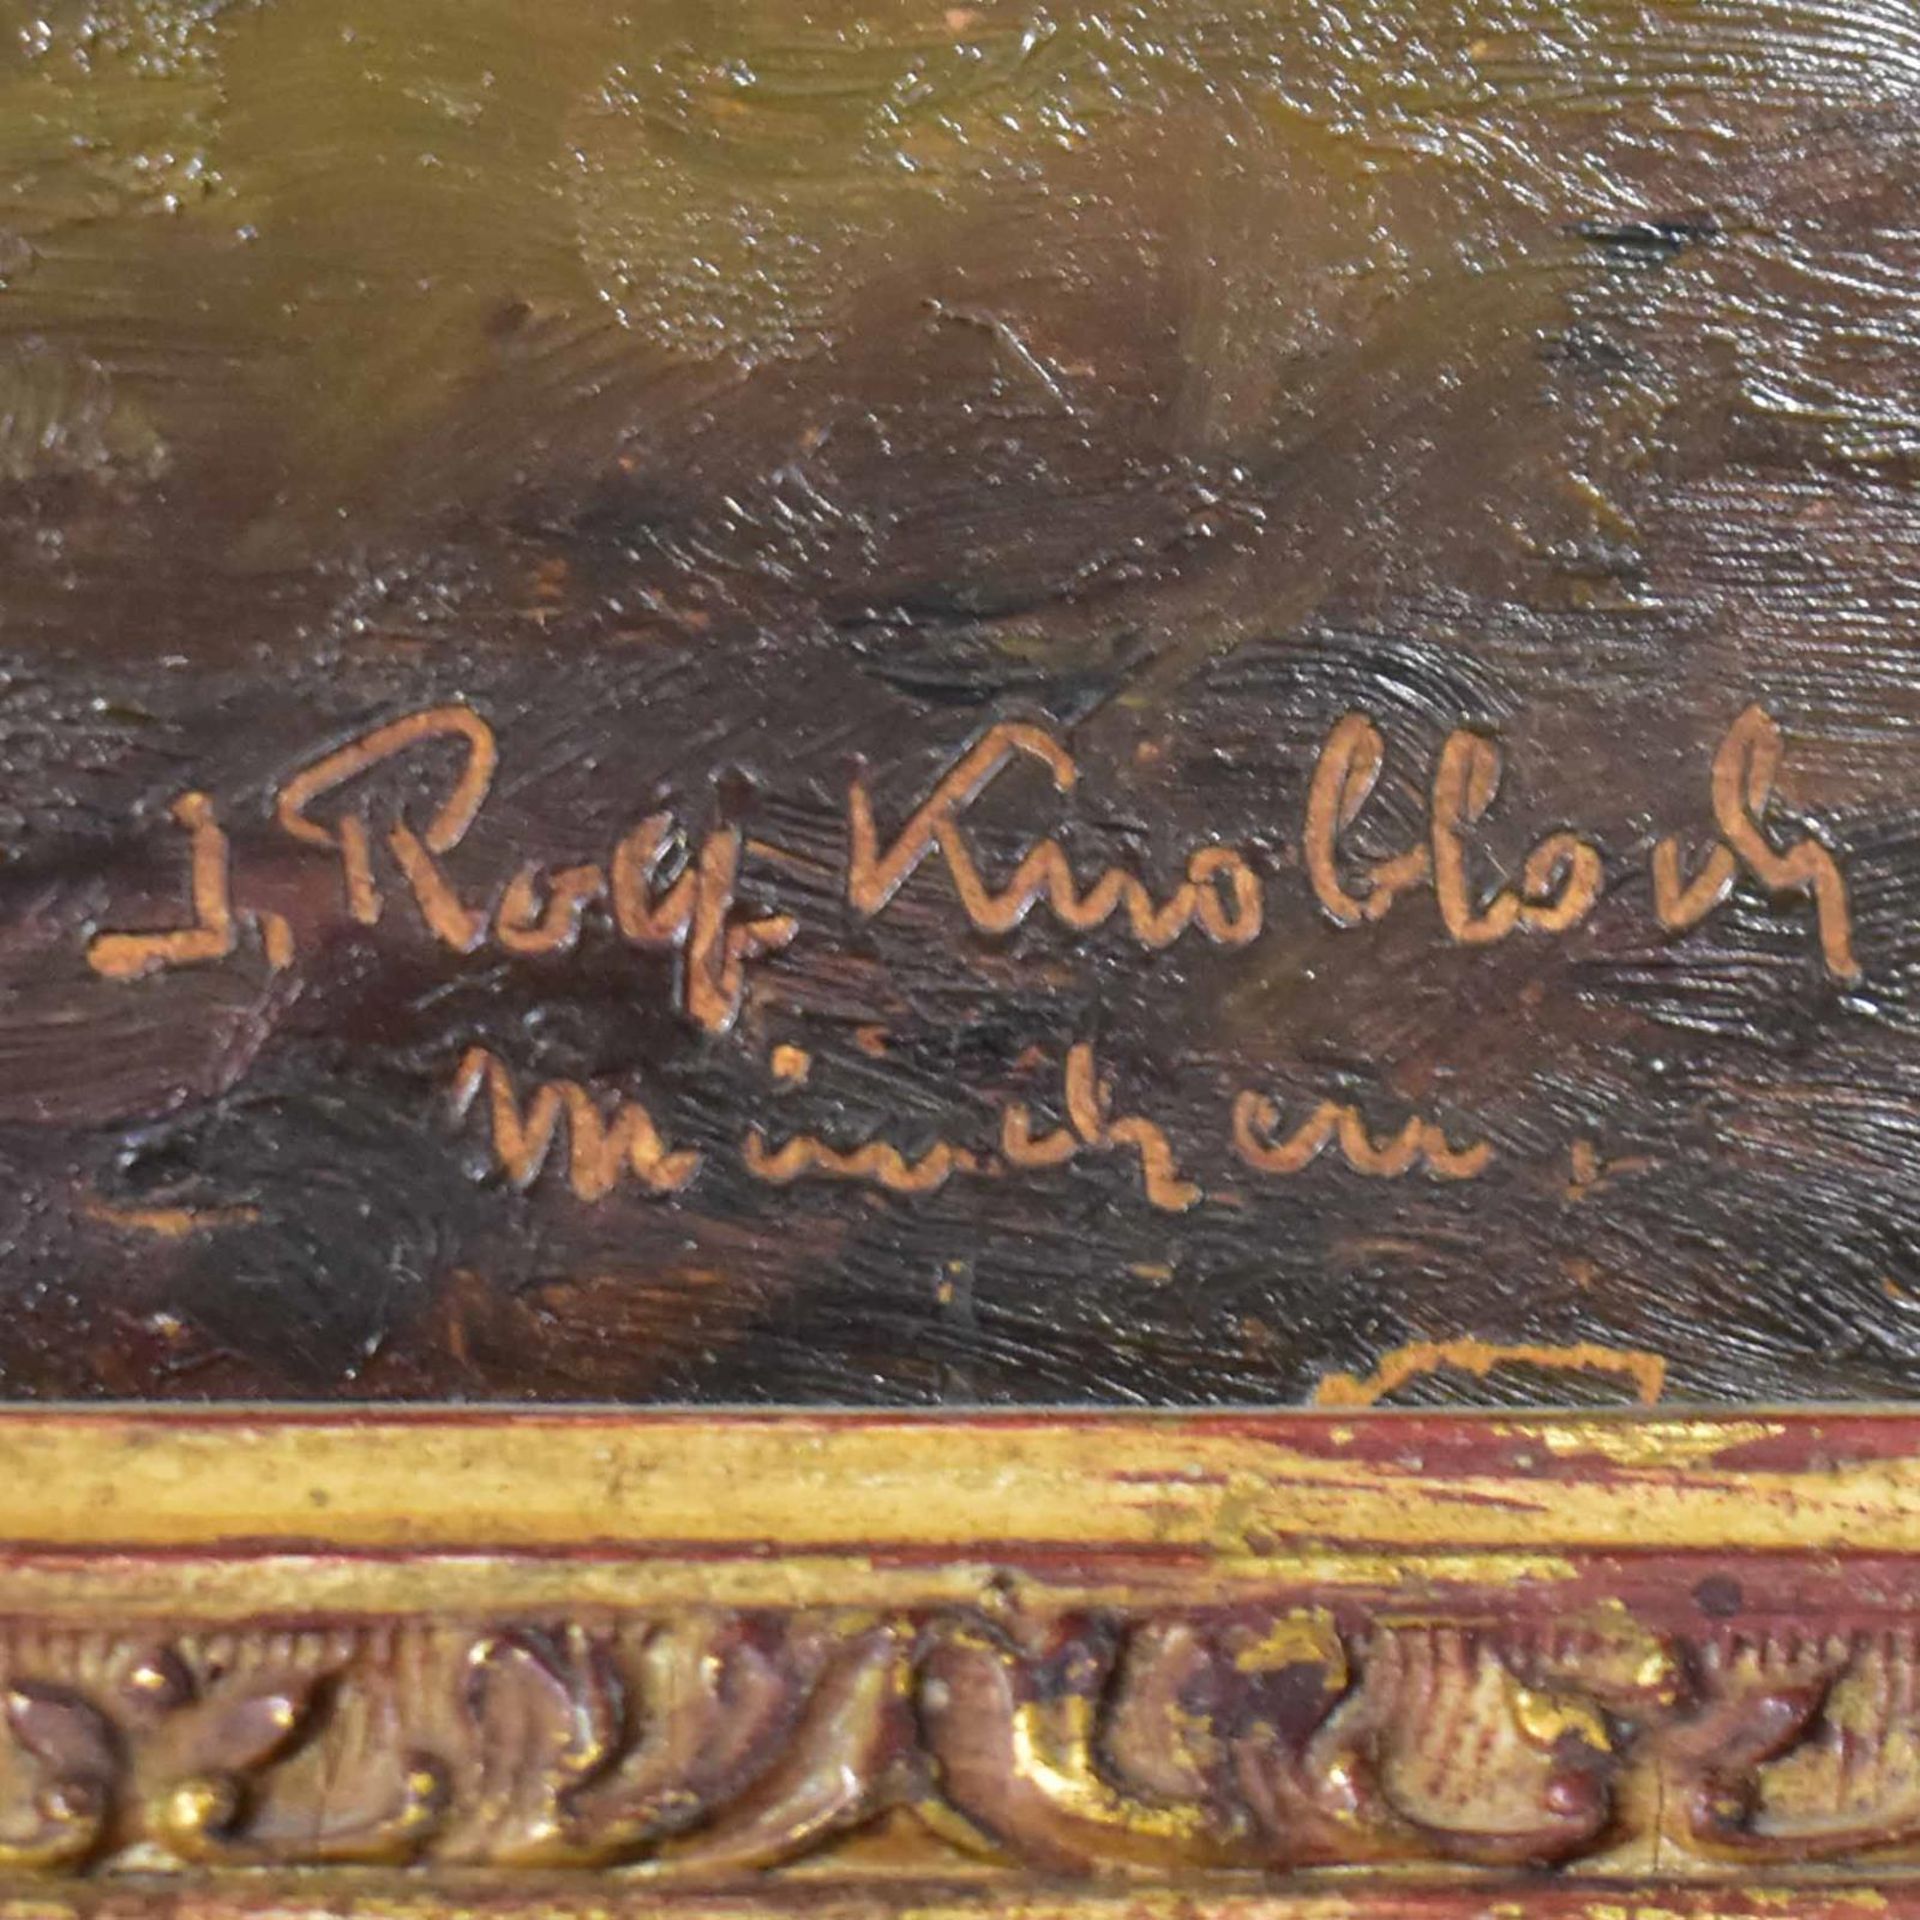 J. Rolf Knobloch
München.